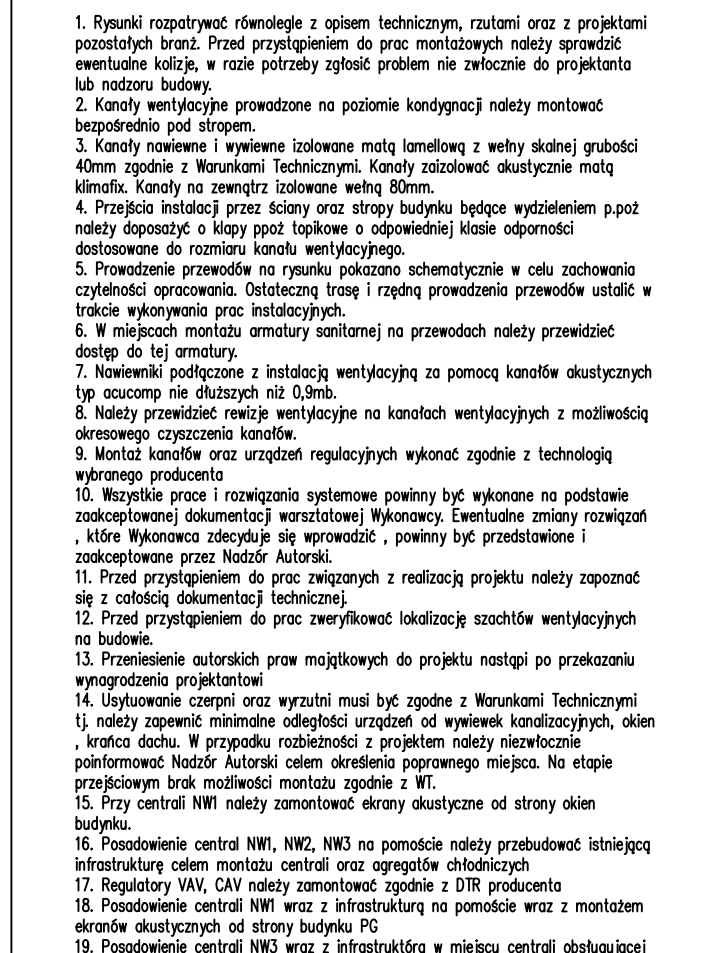 1. Rysunki rozpatrywać równolegle z opisem technicznym, rzutami oraz z projektami
pozostałych branż. Przed przystąpieniem do prac montażowych należy sprawdzić
ewentualne kolizje, w razie potrzeby zgłosić problem nie zwłocznie do projektanta
lub nadzoru budowy.
2. Kanały wentylacyjne prowadzone na poziomie kondygnacji należy montować
bezpośrednio pod stropem.
3. Kanały nawiewne i wywiewne izolowane matą lamellową z wełny skalnej grubości
40mm zgodnie z Warunkami Technicznymi. Kanały zaizolować akustycznie matą
klimafix. Kanały na zewnątrz izolowane wełną 80mm.
4. Przejścia instalacji przez ściany oraz stropy budynku będące wydzieleniem p.poż
należy doposażyć o klapy ppoż topikowe o odpowiedniej klasie odporności
dostosowane do rozmiaru kanału wentylacyjnego.
5. Prowadzenie przewodów na rysunku pokazano schematycznie w celu zachowania
czytelności opracowania. Ostateczną trasę i rzędną prowadzenia przewodów ustalić w
trakcie wykonywania prac instalacyjnych.
6. W miejscach montażu armatury sanitarnej na przewodach należy przewidzieć
dostęp do tej armatury.
7. Nawiewniki podłączone z instalacją wentylacyjną za pomocą kanałów akustycznych
typ acucomp nie dłuższych niż 0,9mb.
8. Należy przewidzieć rewizje wentylacyjne na kanałach wentylacyjnych z możliwością
okresowego czyszczenia kanałów.
9. Montaż kanałów oraz urządzeń regulacyjnych wykonać zgodnie z technologią
wybranego producenta
10. Wszystkie prace i rozwiązania systemowe powinny być wykonane na podstawie
zaakceptowanej dokumentacji warsztatowej Wykonawcy. Ewentualne zmiany rozwiązań
, które Wykonawca zdecyduje się wprowadzić , powinny być przedstawione i
zaakceptowane przez Nadzór Autorski.
11. Przed przystąpieniem do prac związanych z realizacją projektu należy zapoznać
się z całością dokumentacji technicznej.
12. Przed przystąpieniem do prac zweryfikować lokalizację szachtów wentylacyjnych
na budowie.
13. Przeniesienie autorskich praw majątkowych do projektu nastąpi po przekazaniu
wynagrodzenia projektantowi
14. Usytuowanie czerpni oraz wyrzutni musi być zgodne z Warunkami Technicznymi
tj. należy zapewnić minimalne odległości urządzeń od wywiewek kanalizacyjnych, okien
, krańca dachu. W przypadku rozbieżności z projektem należy niezwłocznie
poinformować Nadzór Autorski celem określenia poprawnego miejsca. Na etapie
przejściowym brak możliwości montażu zgodnie z WT.
15. Przy centrali NW1 należy zamontować ekrany akustyczne od strony okien
budynku.
16. Posadowienie central NW1, NW2, NW3 na pomoście należy przebudować istniejącą
infrastrukturę celem montażu centrali oraz agregatów chłodniczych
17. Regulatory VAV, CAV należy zamontować zgodnie z DTR producenta
18. Posadowienie centrali NW1 wraz z infrastrukturą na pomoście wraz z montażem
ekranów akustycznych od strony budynku PG
19. Posadowienie centrali NW3 wraz z infrastruktórą w miejscu centrali obsługującej